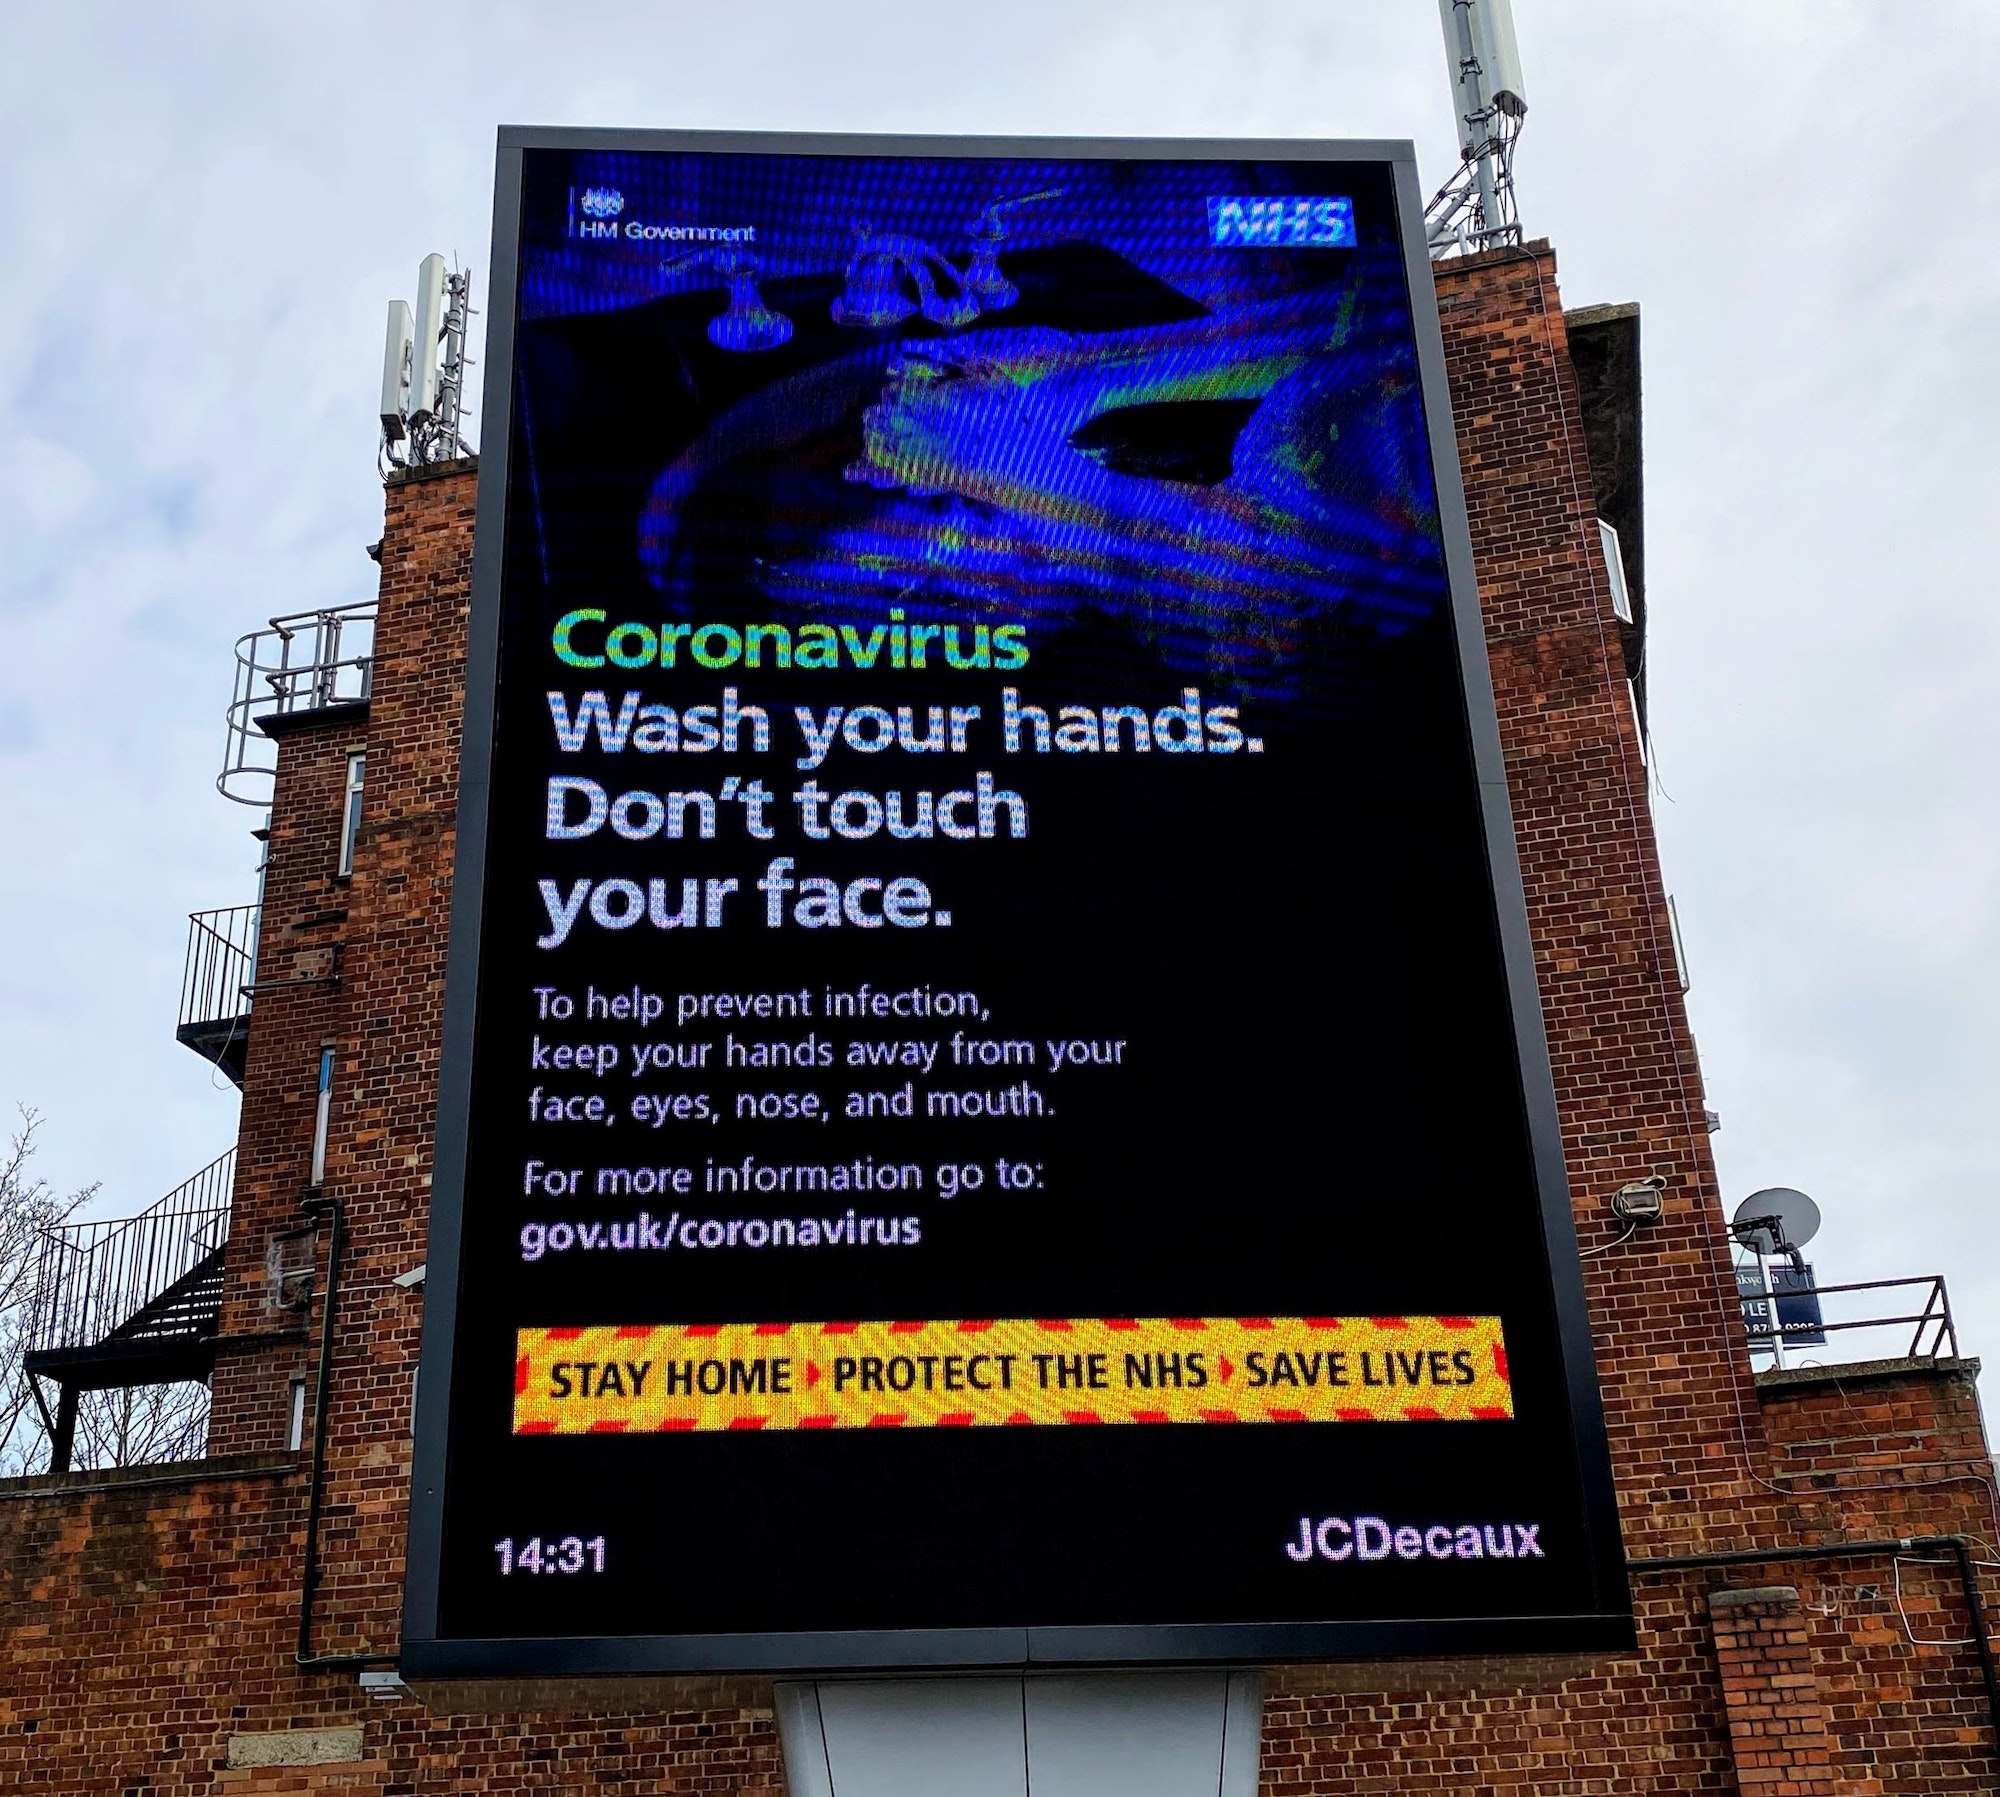 HM Government
NHS
Coronavirus
Wash your hands.
Don't touch
your face.
To help prevent infection,
keep your hands away from your
face, eyes, nose, and mouth.
For more information go to:
gov.uk/coronavirus
STAY HOME PROTECT THE NHS SAVE LIVES
14:31
JCDecaux